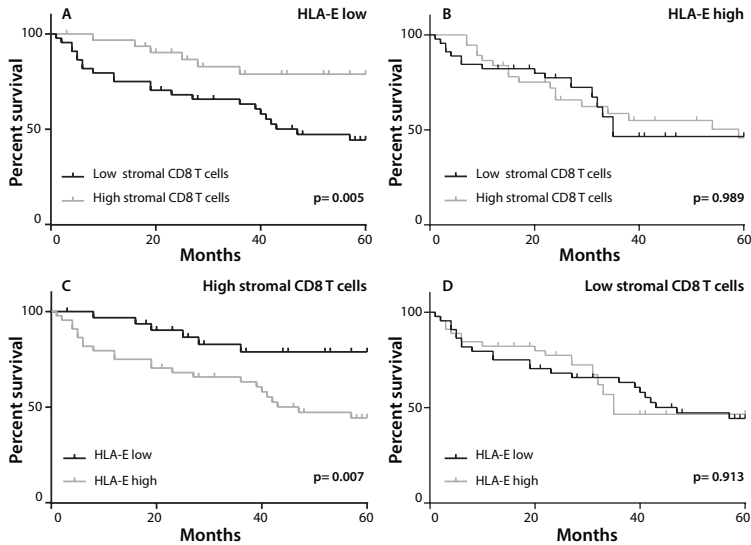 A
HLA-E low
Percent survival
100
50
0
Low stromal CD8 T cells
High stromal CD8 T cells
p= 0.005
0
20
40
60
Months
B
HLA-E high
Percent survival
100
50
0
Low stromal CD8 T cells
High stromal CD8 T cells
p= 0.989
0
20
40
60
Months
C
High stromal CD8 T cells
Percent survival
100
50
0
HLA-E low
HLA-E high
p= 0.007
0
20
40
60
Months
D
Low stromal CD8 T cells
Percent survival
100
50
0
HLA-E low
HLA-E high
p= 0.913
0
20
40
60
Months